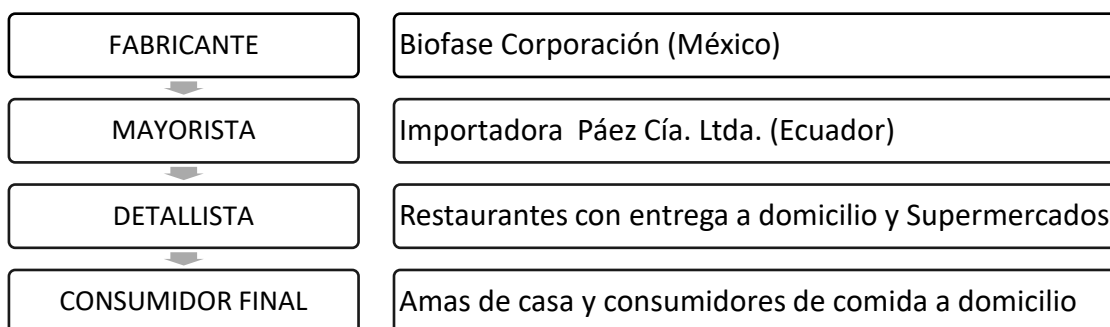 FABRICANTE
Biofase Corporación (México)
MAYORISTA
Importadora Páez Cía. Ltda. (Ecuador)
DETALLISTA
Restaurantes con entrega a domicilio y Supermercados
CONSUMIDOR FINAL
Amas de casa y consumidores de comida a domicilio